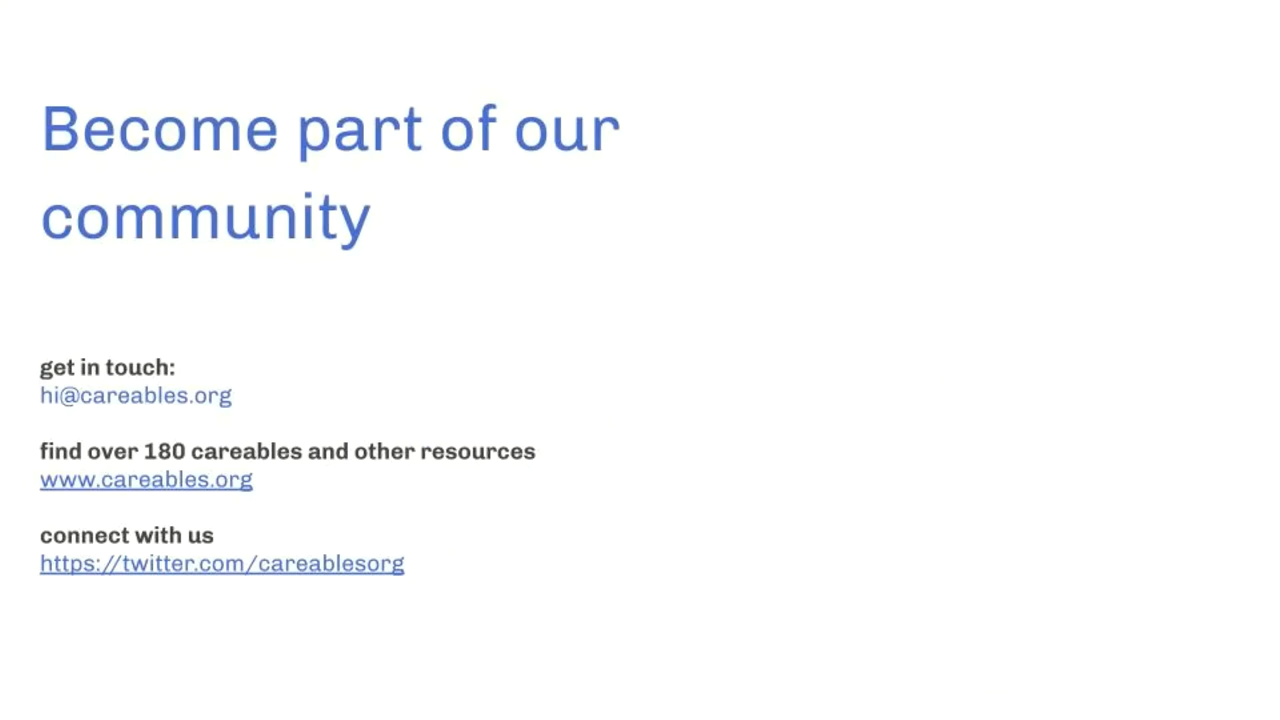 Become part of our
community
get in touch:
hi@careables.org
find over 180 careables and other resources
www.careables.org
connect with us
https://twitter.com/careablesorg